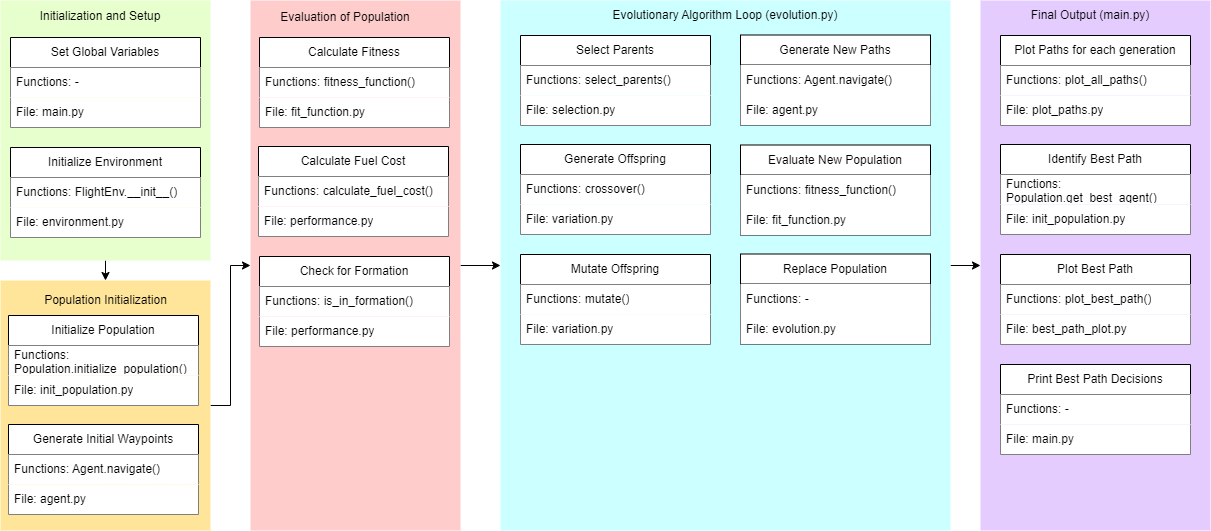 Initialization and Setup
Set Global Variables
Functions: -
File: main.py
Initialize Environment
Functions: FlightEnv.__init__()
File: environment.py
Population Initialization
Initialize Population
Functions:
Population.initialize_population()
File: init_population.py
Generate Initial Waypoints
Functions: Agent.navigate()
File: agent.py
Evaluation of Population
Calculate Fitness
Functions: fitness_function()
File: fit_function.py
Calculate Fuel Cost
Functions: calculate_fuel_cost()
File: performance.py
Check for Formation
Functions: is_in_formation()
File: performance.py
Evolutionary Algorithm Loop (evolution.py)
Select Parents
Functions: select_parents()
File: selection.py
Generate Offspring
Functions: crossover()
File: variation.py
Mutate Offspring
Functions: mutate()
File: variation.py
Generate New Paths
Functions: Agent.navigate()
File: agent.py
Evaluate New Population
Functions: fitness_function()
File: fit_function.py
Replace Population
Functions: -
File: evolution.py
Final Output (main.py)
Plot Paths for each generation
Functions: plot_all_paths()
File: plot_paths.py
Identify Best Path
Functions:
Population.get_best_agent()
File: init_population.py
Plot Best Path
Functions: plot_best_path()
File: best_path_plot.py
Print Best Path Decisions
Functions: -
File: main.py